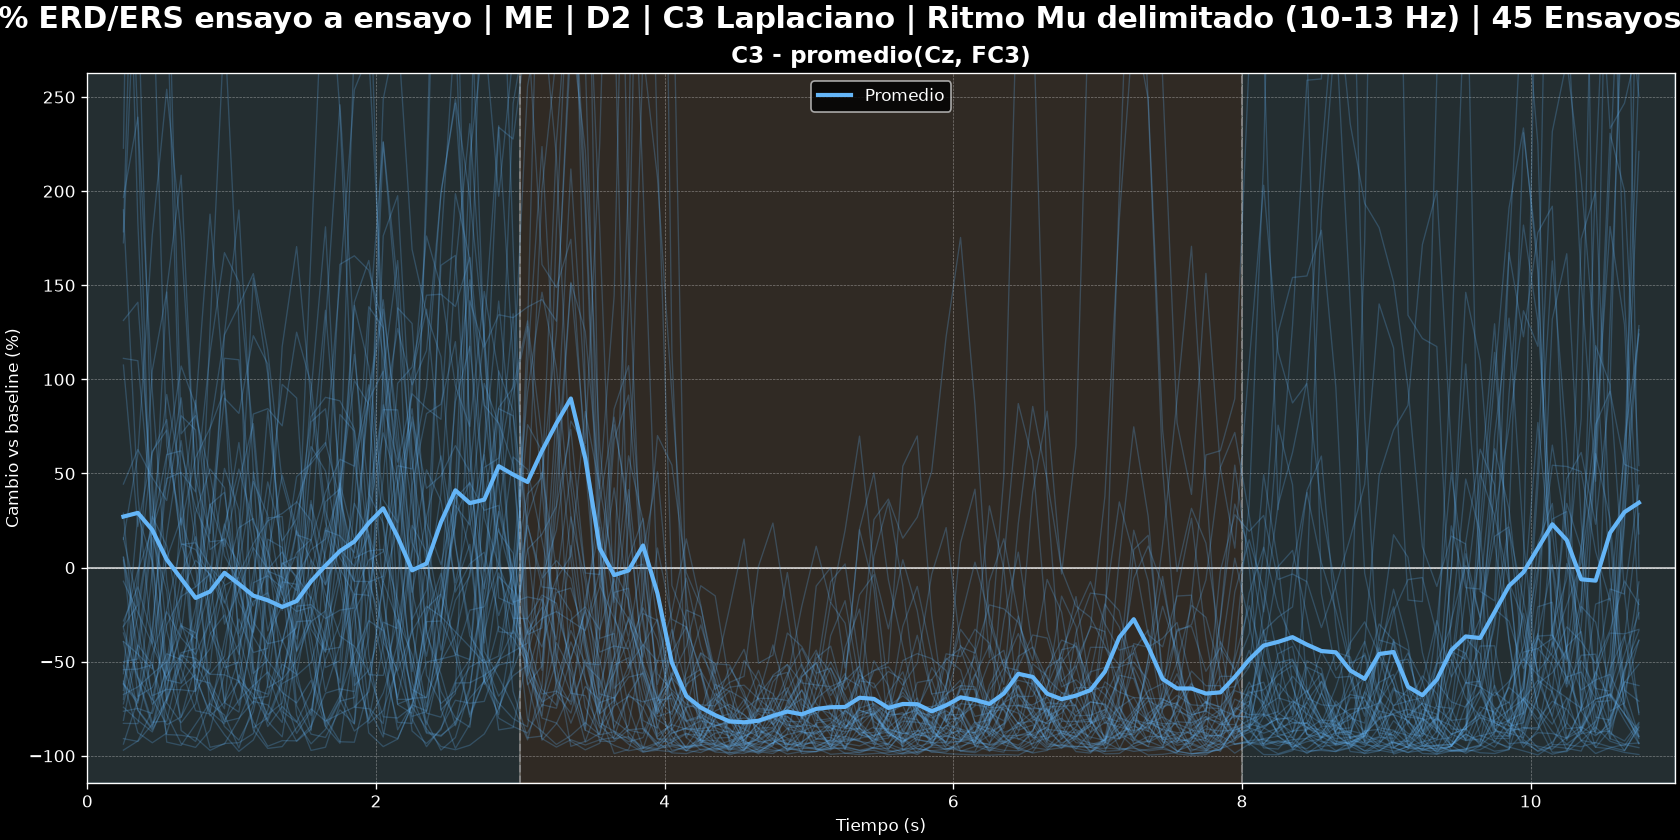 % ERD/ERS ensayo a ensayo | ME | D2 | C3 Laplaciano | Ritmo Mu delimitado (10-13 Hz) | 45 Ensayos
C3 - promedio(Cz, FC3)
Promedio
Cambio vs baseline (%)
250
200
150
100
50
0
−50
−100
0 2 4 6 8 10
Tiempo (s)